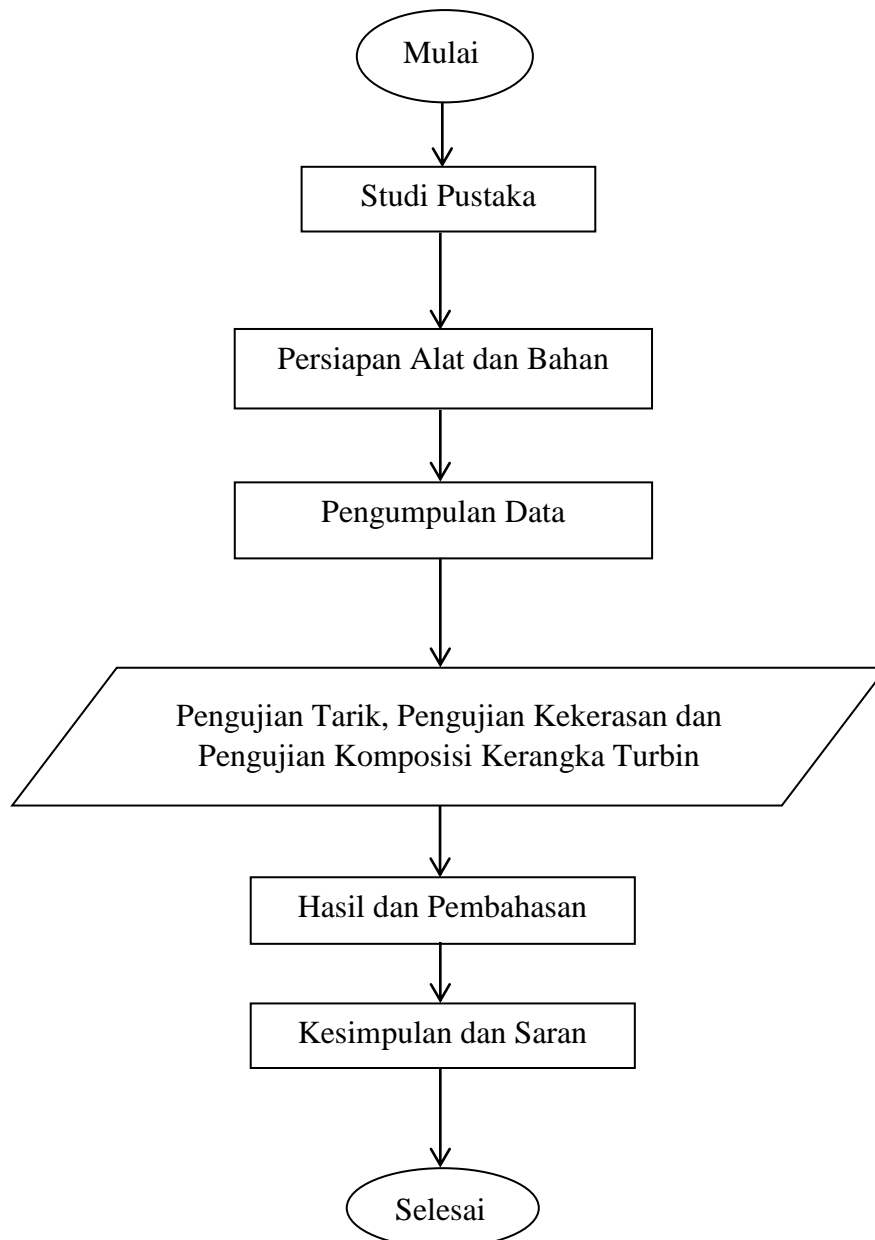 Mulai
Studi Pustaka
Persiapan Alat dan Bahan
Pengumpulan Data
Pengujian Tarik, Pengujian Kekerasan dan
Pengujian Komposisi Kerangka Turbin
Hasil dan Pembahasan
Kesimpulan dan Saran
Selesai